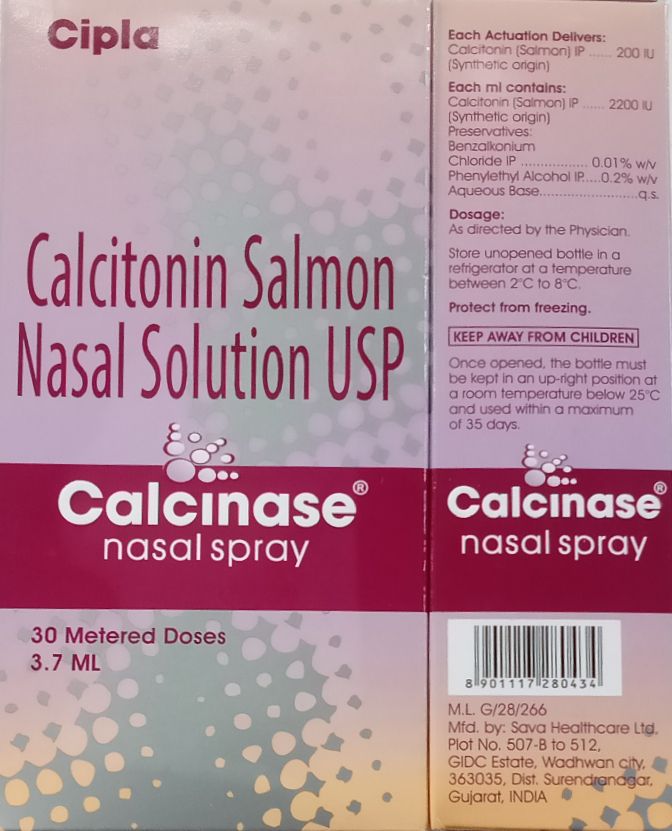 Cipla
Calcitonin Salmon
Nasal Solution USP
Calcinase®
nasal spray
30 Metered Doses
3.7 ML
Each Actuation Delivers:
Calcitonin (Salmon) IP ...... 200 IU
(Synthetic origin)
Each ml contains:
Calcitonin (Salmon) IP ...... 2200 IU
(Synthetic origin)
Preservatives:
Benzalkonium
Chloride IP ................. 0.01% w/v
Phenylethyl Alcohol IP.....0.2% w/v
Aqueous Base.........................q.s.
Dosage:
As directed by the Physician.
Store unopened bottle in a
refrigerator at a temperature
between 2°C to 8°C.
Protect from freezing.
KEEP AWAY FROM CHILDREN
Once opened, the bottle must
be kept in an up-right position at
a room temperature below 25°C
and used within a maximum
of 35 days.
Calcinase®
nasal spray
8 901117 280434
M.L. G/28/266
Mfd. by: Sava Healthcare Ltd.
Plot No. 507-B to 512,
GIDC Estate, Wadhwan city,
363035, Dist. Surendranagar,
Gujarat, INDIA